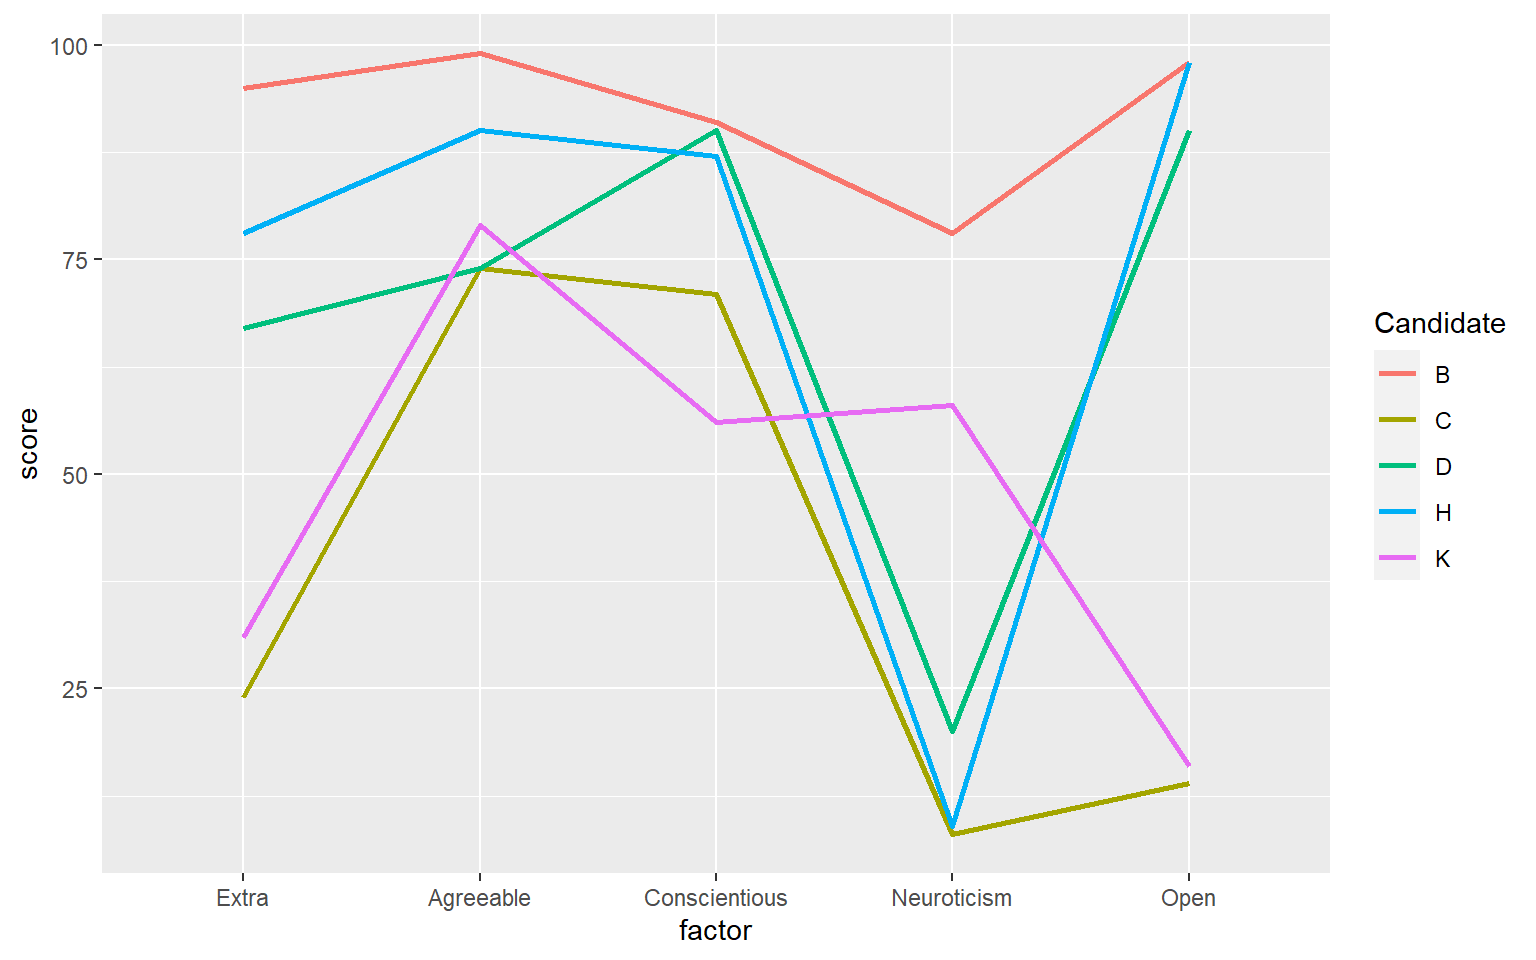 100
75
50
25
score
Extra
Agreeable
Conscientious
Neuroticism
Open
factor
Candidate
B
C
D
H
K